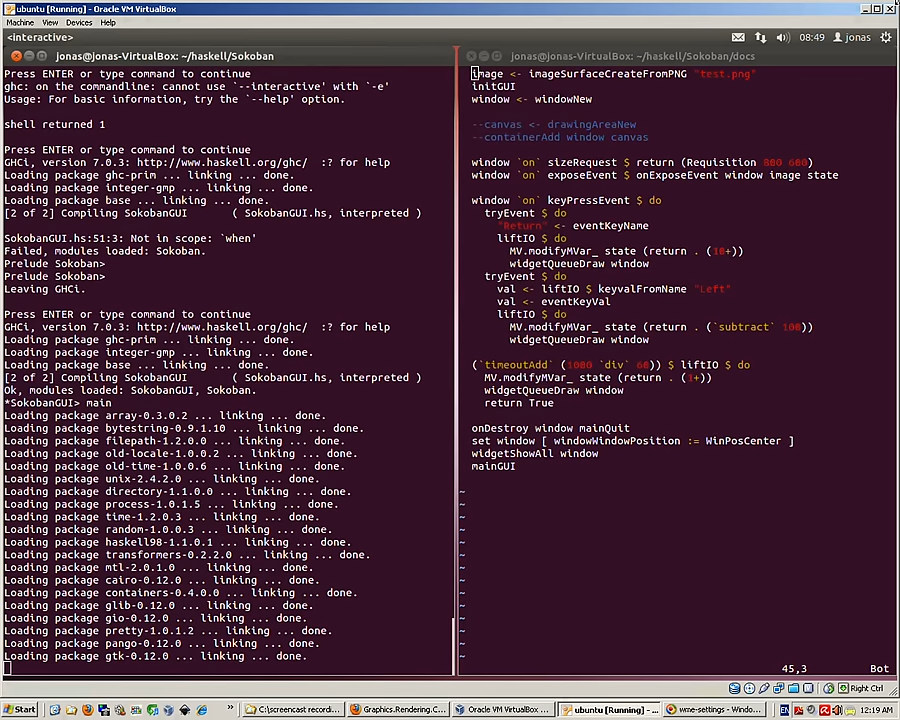 ubuntu [Running] - Oracle VM VirtualBox
Machine View Devices Help
<interactive>
08:49 jonas
jonas@jonas-VirtualBox: ~/haskell/Sokoban
Press ENTER or type command to continue
ghc: on the commandline: cannot use `--interactive' with `-e'
Usage: For basic information, try the `--help' option.
shell returned 1
Press ENTER or type command to continue
GHCi, version 7.0.3: http://www.haskell.org/ghc/  :? for help
Loading package ghc-prim ... linking ... done.
Loading package integer-gmp ... linking ... done.
Loading package base ... linking ... done.
[2 of 2] Compiling SokobanGUI       ( SokobanGUI.hs, interpreted )
SokobanGUI.hs:51:3: Not in scope: `when'
Failed, modules loaded: Sokoban.
Prelude Sokoban>
Prelude Sokoban>
Leaving GHCi.
Press ENTER or type command to continue
GHCi, version 7.0.3: http://www.haskell.org/ghc/  :? for help
Loading package ghc-prim ... linking ... done.
Loading package integer-gmp ... linking ... done.
Loading package base ... linking ... done.
[2 of 2] Compiling SokobanGUI       ( SokobanGUI.hs, interpreted )
Ok, modules loaded: SokobanGUI, Sokoban.
*SokobanGUI> main
Loading package array-0.3.0.2 ... linking ... done.
Loading package bytestring-0.9.1.10 ... linking ... done.
Loading package filepath-1.2.0.0 ... linking ... done.
Loading package old-locale-1.0.0.2 ... linking ... done.
Loading package old-time-1.0.0.6 ... linking ... done.
Loading package unix-2.4.2.0 ... linking ... done.
Loading package directory-1.1.0.0 ... linking ... done.
Loading package process-1.0.1.5 ... linking ... done.
Loading package time-1.2.0.3 ... linking ... done.
Loading package random-1.0.0.3 ... linking ... done.
Loading package haskell98-1.1.0.1 ... linking ... done.
Loading package transformers-0.2.2.0 ... linking ... done.
Loading package mtl-2.0.1.0 ... linking ... done.
Loading package cairo-0.12.0 ... linking ... done.
Loading package containers-0.4.0.0 ... linking ... done.
Loading package glib-0.12.0 ... linking ... done.
Loading package gio-0.12.0 ... linking ... done.
Loading package pretty-1.0.1.2 ... linking ... done.
Loading package pango-0.12.0 ... linking ... done.
Loading package gtk-0.12.0 ... linking ... done.
jonas@jonas-VirtualBox: ~/haskell/Sokoban/docs
image <- imageSurfaceCreateFromPNG "test.png"
initGUI
window <- windowNew
--canvas <- drawingAreaNew
--containerAdd window canvas
window `on` sizeRequest $ return (Requisition 800 600)
window `on` exposeEvent $ onExposeEvent window image state
window `on` keyPressEvent $ do
  tryEvent $ do
    "Return" <- eventKeyName
    liftIO $ do
      MV.modifyMVar_ state (return . (10+))
      widgetQueueDraw window
  tryEvent $ do
    val <- liftIO $ keyvalFromName "Left"
    val <- eventKeyVal
    liftIO $ do
      MV.modifyMVar_ state (return . (`subtract` 100))
      widgetQueueDraw window
(`timeoutAdd` (1000 `div` 60)) $ liftIO $ do
  MV.modifyMVar_ state (return . (1+))
  widgetQueueDraw window
  return True
onDestroy window mainQuit
set window [ windowWindowPosition := WinPosCenter ]
widgetShowAll window
mainGUI
~
~
~
~
~
~
~
~
~
~
~
~
~
~
45,3 Bot
Right Ctrl
Start » C:\screencast recordi... Graphics.Rendering.C... Oracle VM VirtualBox ... ubuntu [Running] - ... wme-settings - Windo... EN 12:19 AM